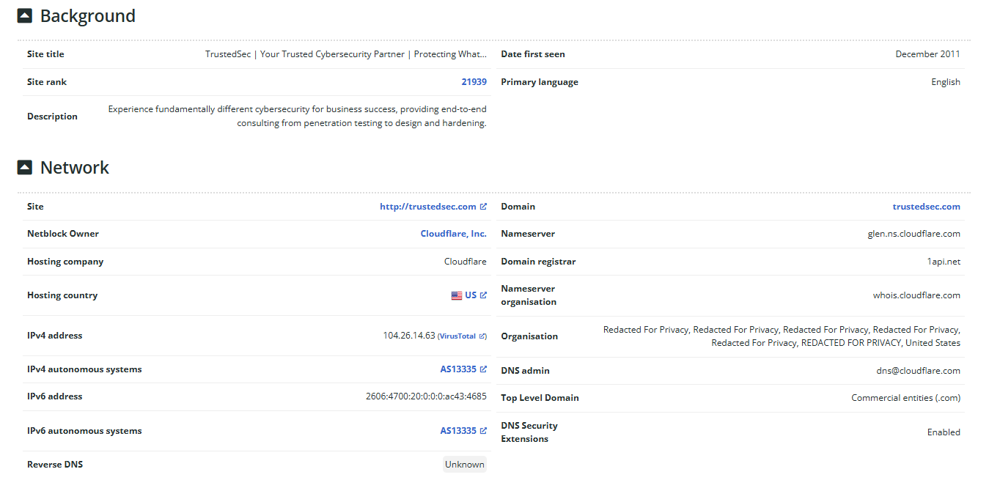 Background
Site title TrustedSec | Your Trusted Cybersecurity Partner | Protecting What...
Date first seen December 2011
Site rank 21939
Primary language English
Description Experience fundamentally different cybersecurity for business success, providing end-to-end
consulting from penetration testing to design and hardening.
Network
Site http://trustedsec.com
Domain trustedsec.com
Netblock Owner Cloudflare, Inc.
Nameserver glen.ns.cloudflare.com
Hosting company Cloudflare
Domain registrar 1api.net
Hosting country US
Nameserver
organisation whois.cloudflare.com
IPv4 address 104.26.14.63 (VirusTotal)
Organisation Redacted For Privacy, Redacted For Privacy, Redacted For Privacy, Redacted For Privacy,
Redacted For Privacy, REDACTED FOR PRIVACY, United States
IPv4 autonomous systems AS13335
DNS admin dns@cloudflare.com
IPv6 address 2606:4700:20:0:0:0:ac43:4685
Top Level Domain Commercial entities (.com)
IPv6 autonomous systems AS13335
DNS Security
Extensions Enabled
Reverse DNS Unknown